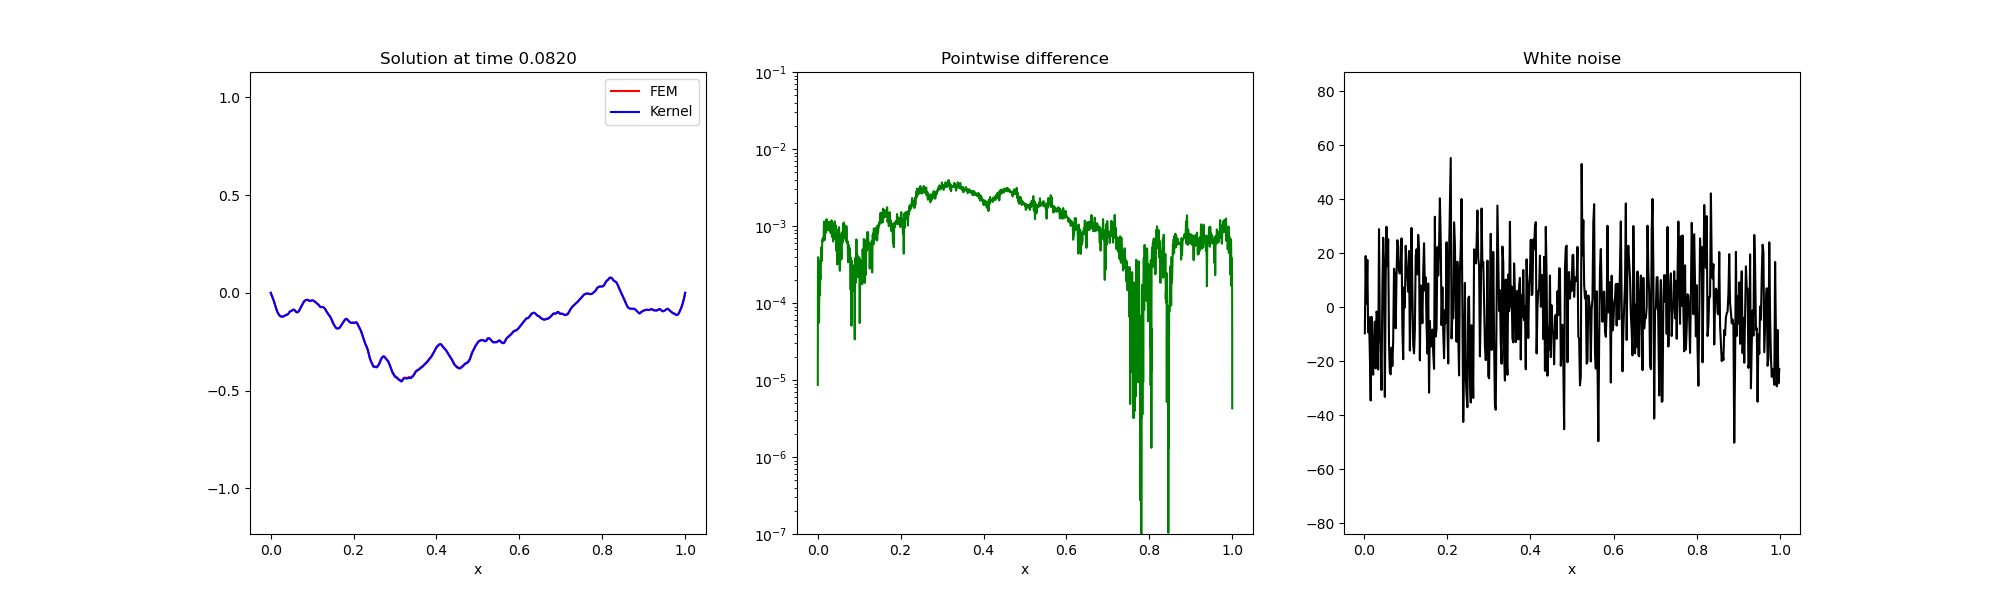 Solution at time 0.0820
1.0
0.5
0.0
−0.5
−1.0
0.0 0.2 0.4 0.6 0.8 1.0
x
FEM
Kernel
Pointwise difference
10⁻¹
10⁻²
10⁻³
10⁻⁴
10⁻⁵
10⁻⁶
10⁻⁷
0.0 0.2 0.4 0.6 0.8 1.0
x
White noise
80
60
40
20
0
−20
−40
−60
−80
0.0 0.2 0.4 0.6 0.8 1.0
x